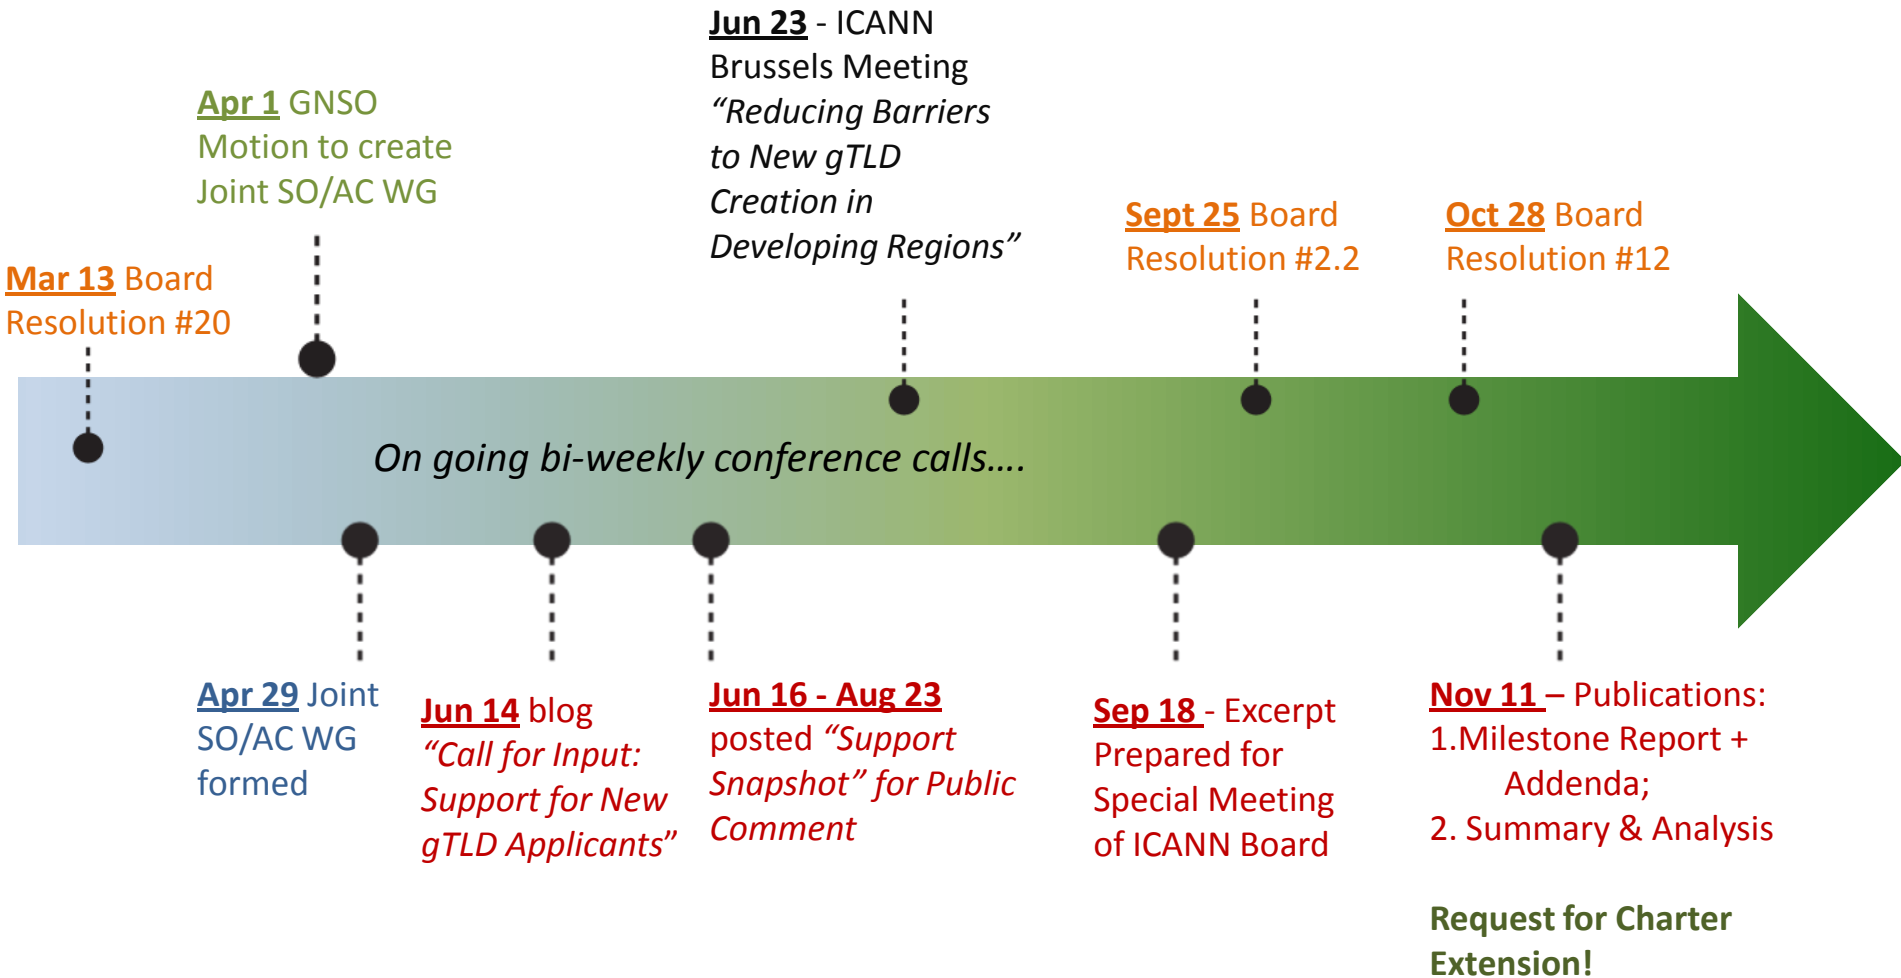 Jun 23 - ICANN
Brussels Meeting
“Reducing Barriers
to New gTLD
Creation in
Developing Regions”
Apr 1 GNSO
Motion to create
Joint SO/AC WG
Sept 25 Board
Resolution #2.2
Oct 28 Board
Resolution #12
Mar 13 Board
Resolution #20
On going bi-weekly conference calls….
Apr 29 Joint
SO/AC WG
formed
Jun 14 blog
“Call for Input:
Support for New
gTLD Applicants”
Jun 16 - Aug 23
posted “Support
Snapshot” for Public
Comment
Sep 18 - Excerpt
Prepared for
Special Meeting
of ICANN Board
Nov 11 – Publications:
1.Milestone Report +
Addenda;
2. Summary & Analysis
Request for Charter
Extension!